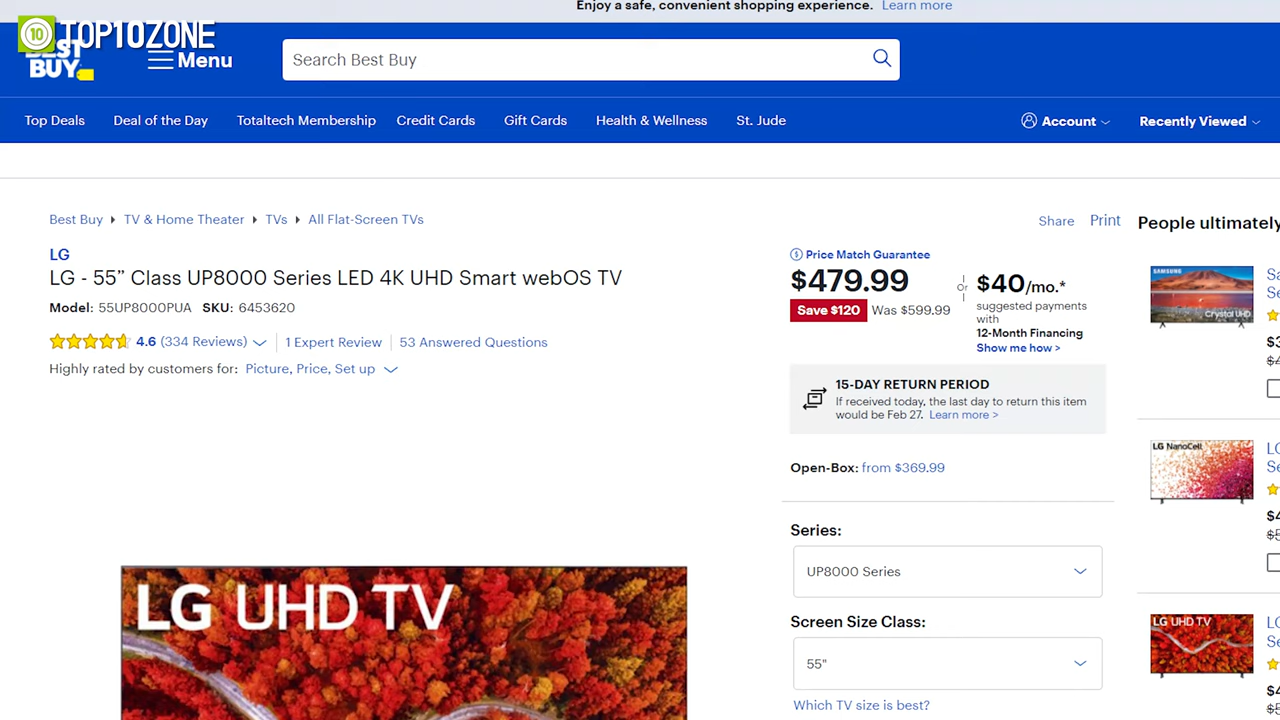 Enjoy a safe, convenient shopping experience. Learn more
10 TOP10ZONE
BEST BUY
Menu
Search Best Buy
Top Deals Deal of the Day Totaltech Membership Credit Cards Gift Cards Health & Wellness St. Jude Account Recently Viewed
Best Buy TV & Home Theater TVs All Flat-Screen TVs
Share Print
LG
LG - 55” Class UP8000 Series LED 4K UHD Smart webOS TV
Model: 55UP8000PUA SKU: 6453620
4.6 (334 Reviews) 1 Expert Review 53 Answered Questions
Highly rated by customers for: Picture, Price, Set up
LG UHD TV
Price Match Guarantee
$479.99
Save $120 Was $599.99
Or
$40/mo.*
suggested payments
with
12-Month Financing
Show me how >
15-DAY RETURN PERIOD
If received today, the last day to return this item
would be Feb 27. Learn more >
Open-Box: from $369.99
Series:
UP8000 Series
Screen Size Class:
55"
Which TV size is best?
People ultimately
SAMSUNG
Crystal UHD
LG NanoCell
LG UHD TV